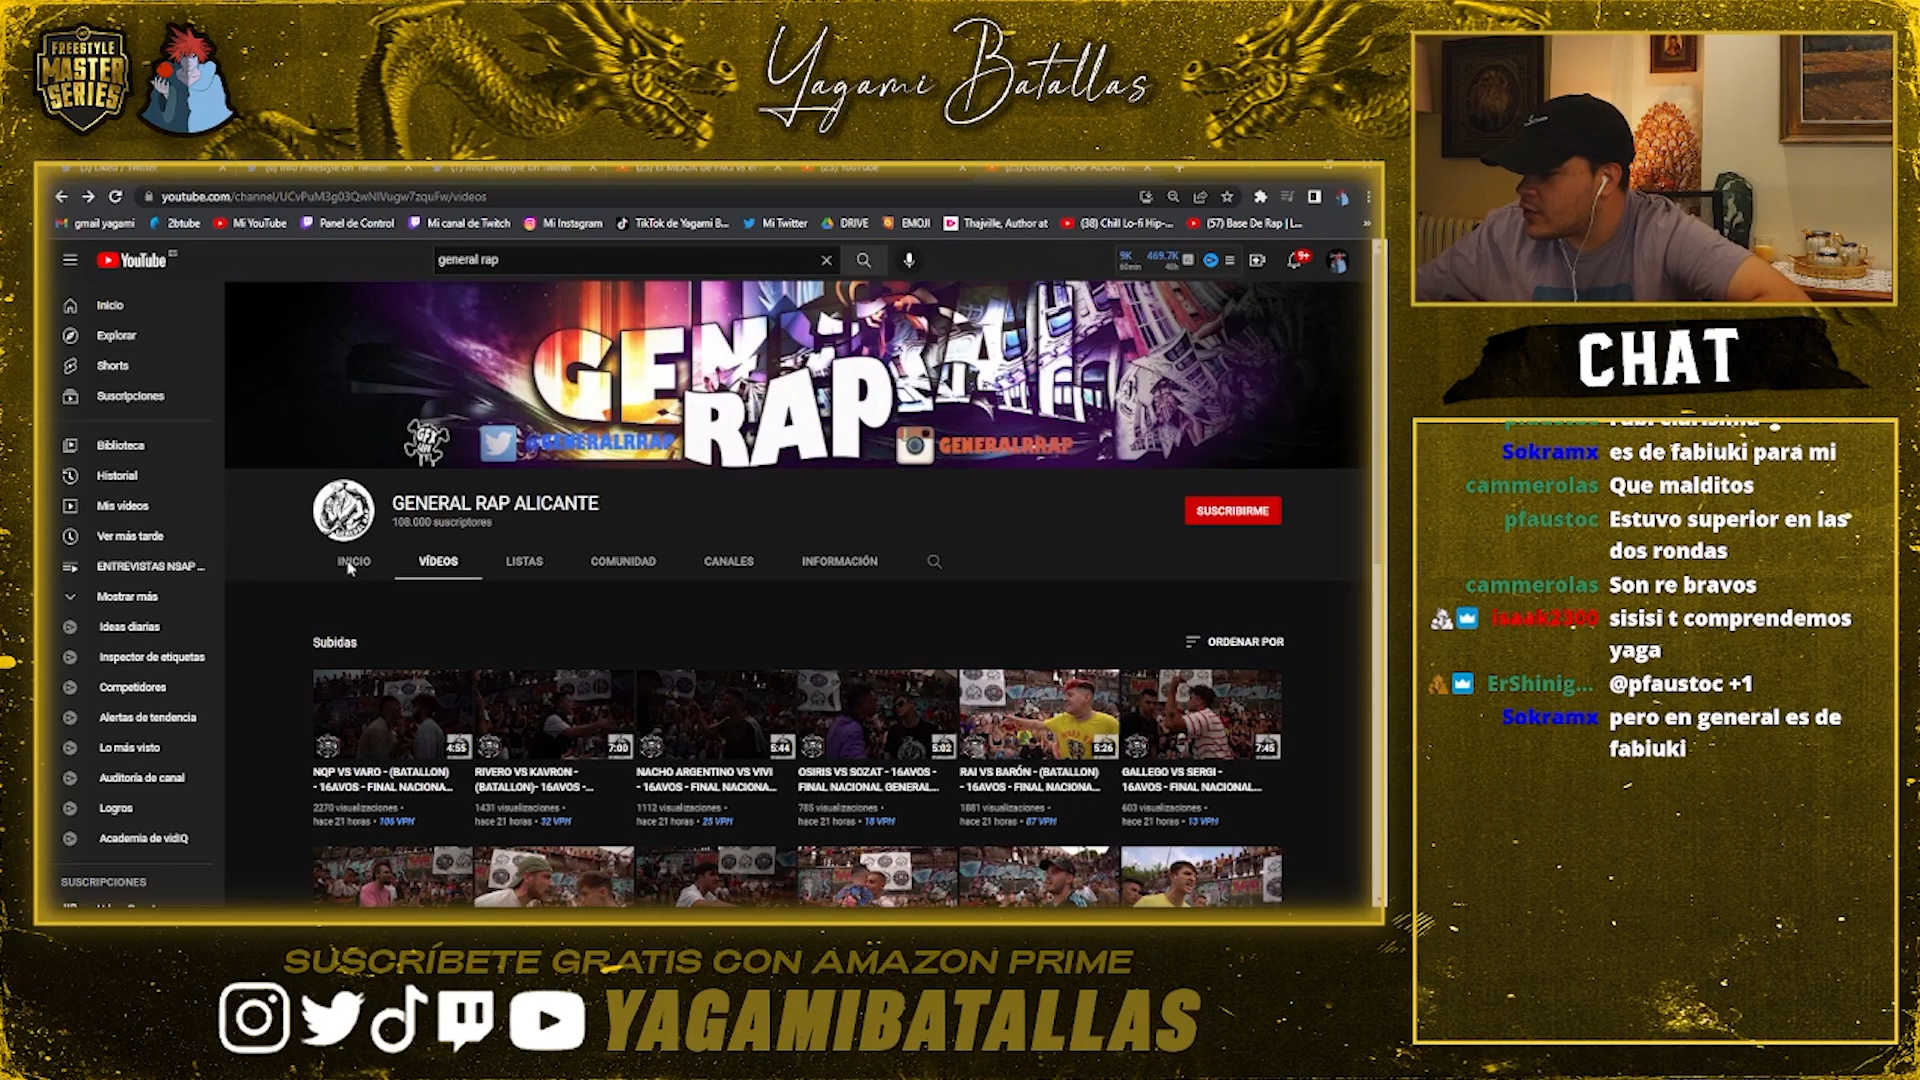 FREESTYLE
MASTER
SERIES
Yagami Batallas
youtube.com/channel/UCvPuM3g03QwNIVugw7zquFw/videos
gmail yagami
2btube
Mi YouTube
Panel de Control
Mi canal de Twitch
Mi Instagram
TikTok de Yagami B...
Mi Twitter
DRIVE
EMOJI
Thajville, Author at
(38) Chill Lo-fi Hip-...
(57) Base De Rap | L...
YouTube ES
general rap
9K
60min
469.7K
48h
9+
Inicio
Explorar
Shorts
Suscripciones
Biblioteca
Historial
Mis vídeos
Ver más tarde
ENTREVISTAS NSAP ...
Mostrar más
Ideas diarias
Inspector de etiquetas
Competidores
Alertas de tendencia
Lo más visto
Auditoría de canal
Logros
Academia de vidIQ
SUSCRIPCIONES
GENERAL
RAP
GFX
@GENERALRRAP
GENERALRRAP
GENERAL RAP ALICANTE
108.000 suscriptores
SUSCRIBIRME
INICIO
VÍDEOS
LISTAS
COMUNIDAD
CANALES
INFORMACIÓN
Subidas
ORDENAR POR
4:55
7:00
5:44
5:02
5:26
7:45
NQP VS VARO - (BATALLON)
- 16AVOS - FINAL NACIONA...
2270 visualizaciones •
hace 21 horas • 106 VPH
RIVERO VS KAVRON -
(BATALLON)- 16AVOS -...
1431 visualizaciones •
hace 21 horas • 32 VPH
NACHO ARGENTINO VS VIVI
- 16AVOS - FINAL NACIONA...
1112 visualizaciones •
hace 21 horas • 25 VPH
OSIRIS VS SOZAT - 16AVOS -
FINAL NACIONAL GENERAL...
785 visualizaciones •
hace 21 horas • 18 VPH
RAI VS BARÓN - (BATALLON)
- 16AVOS - FINAL NACIONA...
1881 visualizaciones •
hace 21 horas • 87 VPH
GALLEGO VS SERGI -
16AVOS - FINAL NACIONAL...
603 visualizaciones •
hace 21 horas • 13 VPH
CHAT
Sokramx es de fabiuki para mi
cammerolas Que malditos
pfaustoc Estuvo superior en las
dos rondas
cammerolas Son re bravos
isaak2300 sisisi t comprendemos
yaga
ErShinig... @pfaustoc +1
Sokramx pero en general es de
fabiuki
SUSCRÍBETE GRATIS CON AMAZON PRIME
YAGAMIBATALLAS